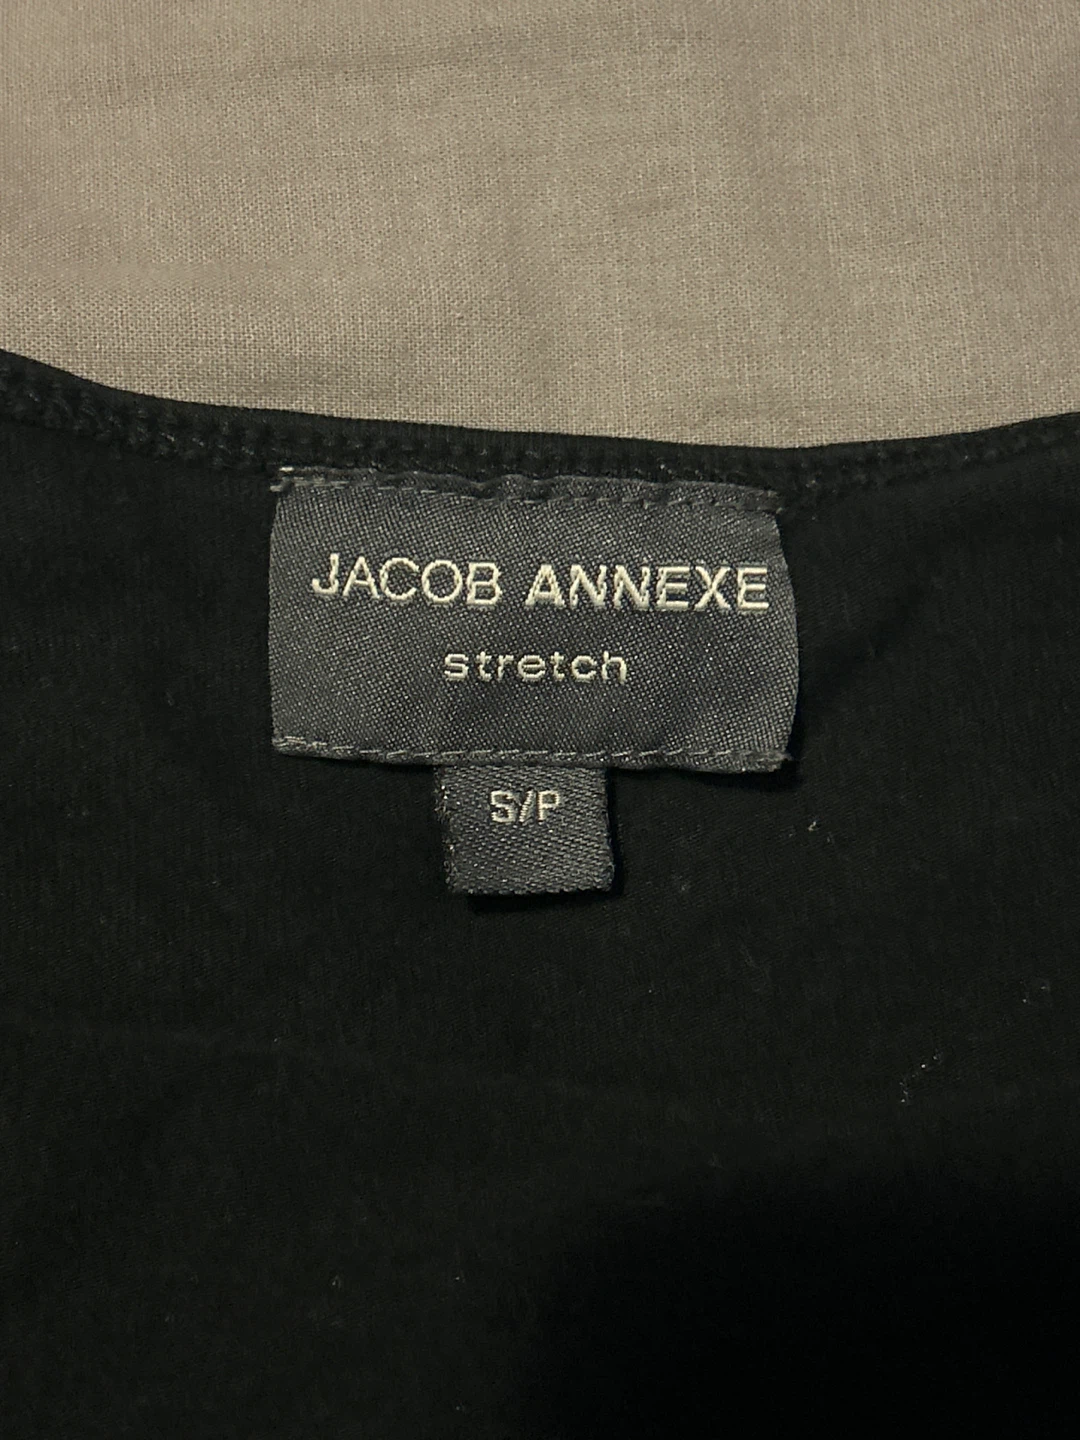 JACOB ANNEXE
stretch
S/P